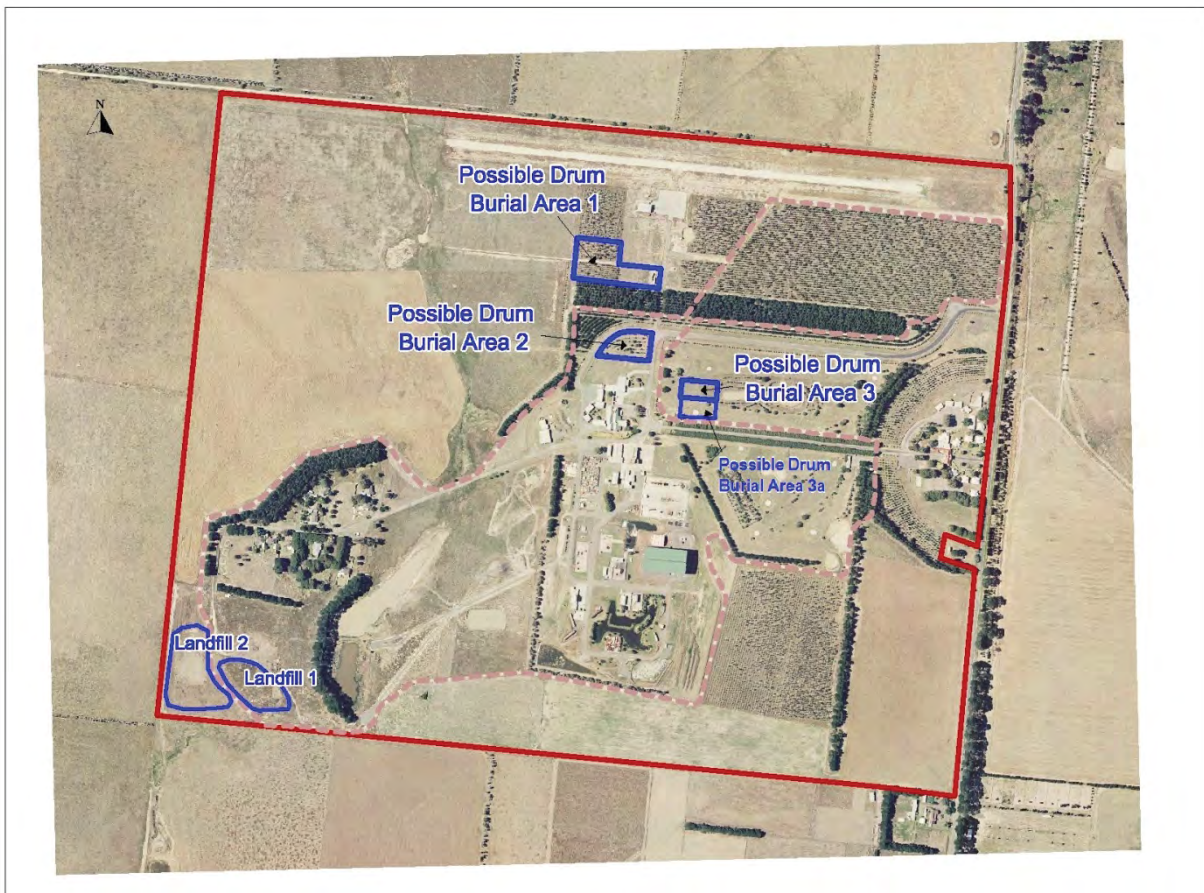 N
Possible Drum
Burial Area 1
Possible Drum
Burial Area 2
Possible Drum
Burial Area 3
Possible Drum
Burial Area 3a
Landfill 2
Landfill 1